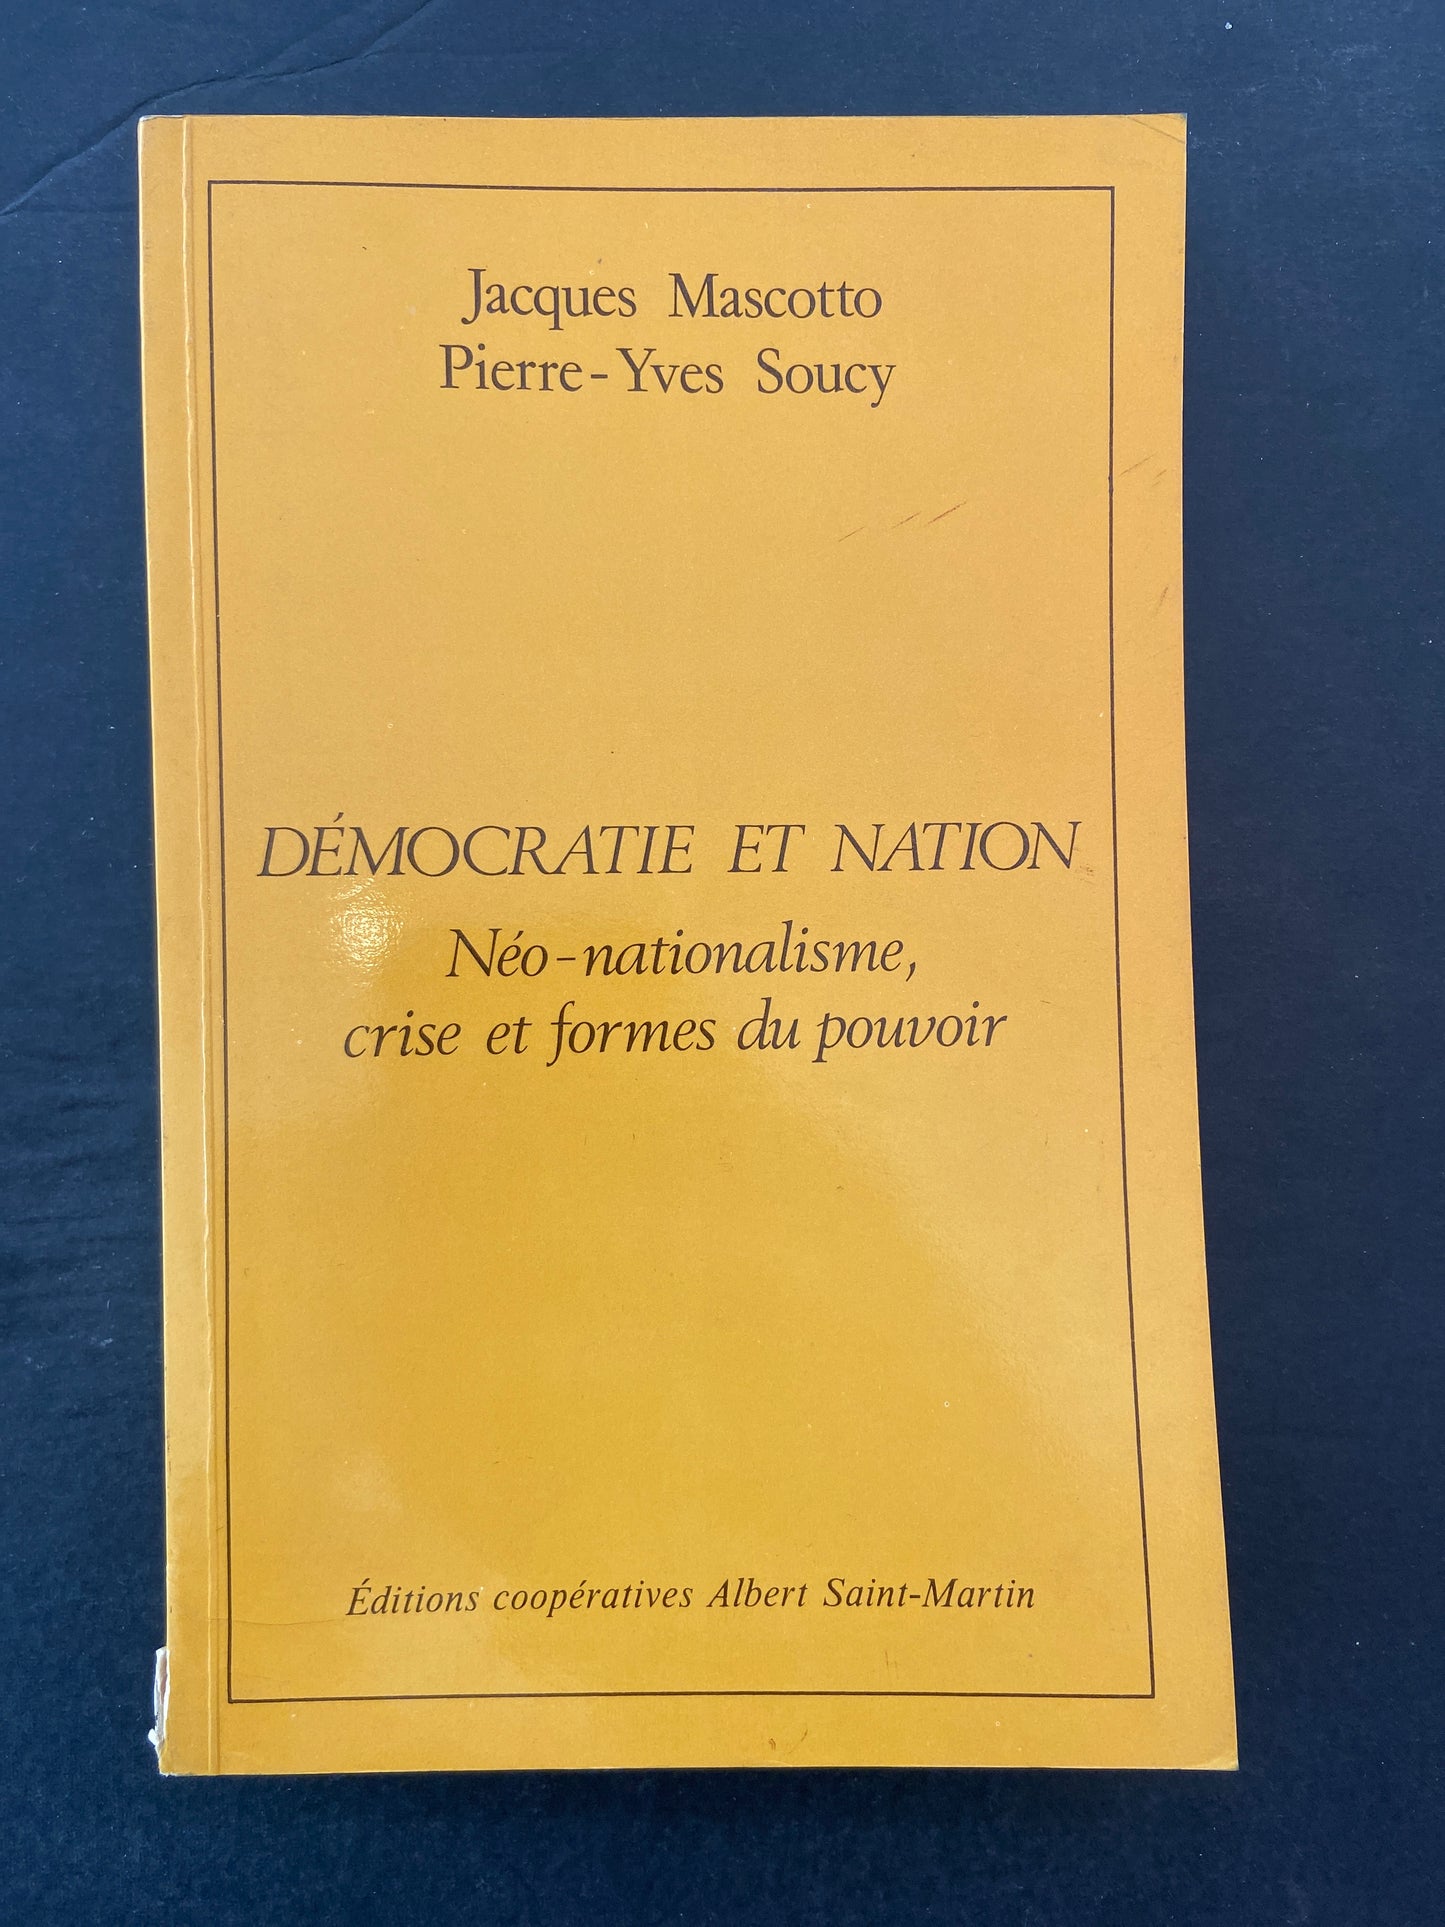 Jacques Mascotto
Pierre-Yves Soucy
DÉMOCRATIE ET NATION
Néo-nationalisme,
crise et formes du pouvoir
Éditions coopératives Albert Saint-Martin